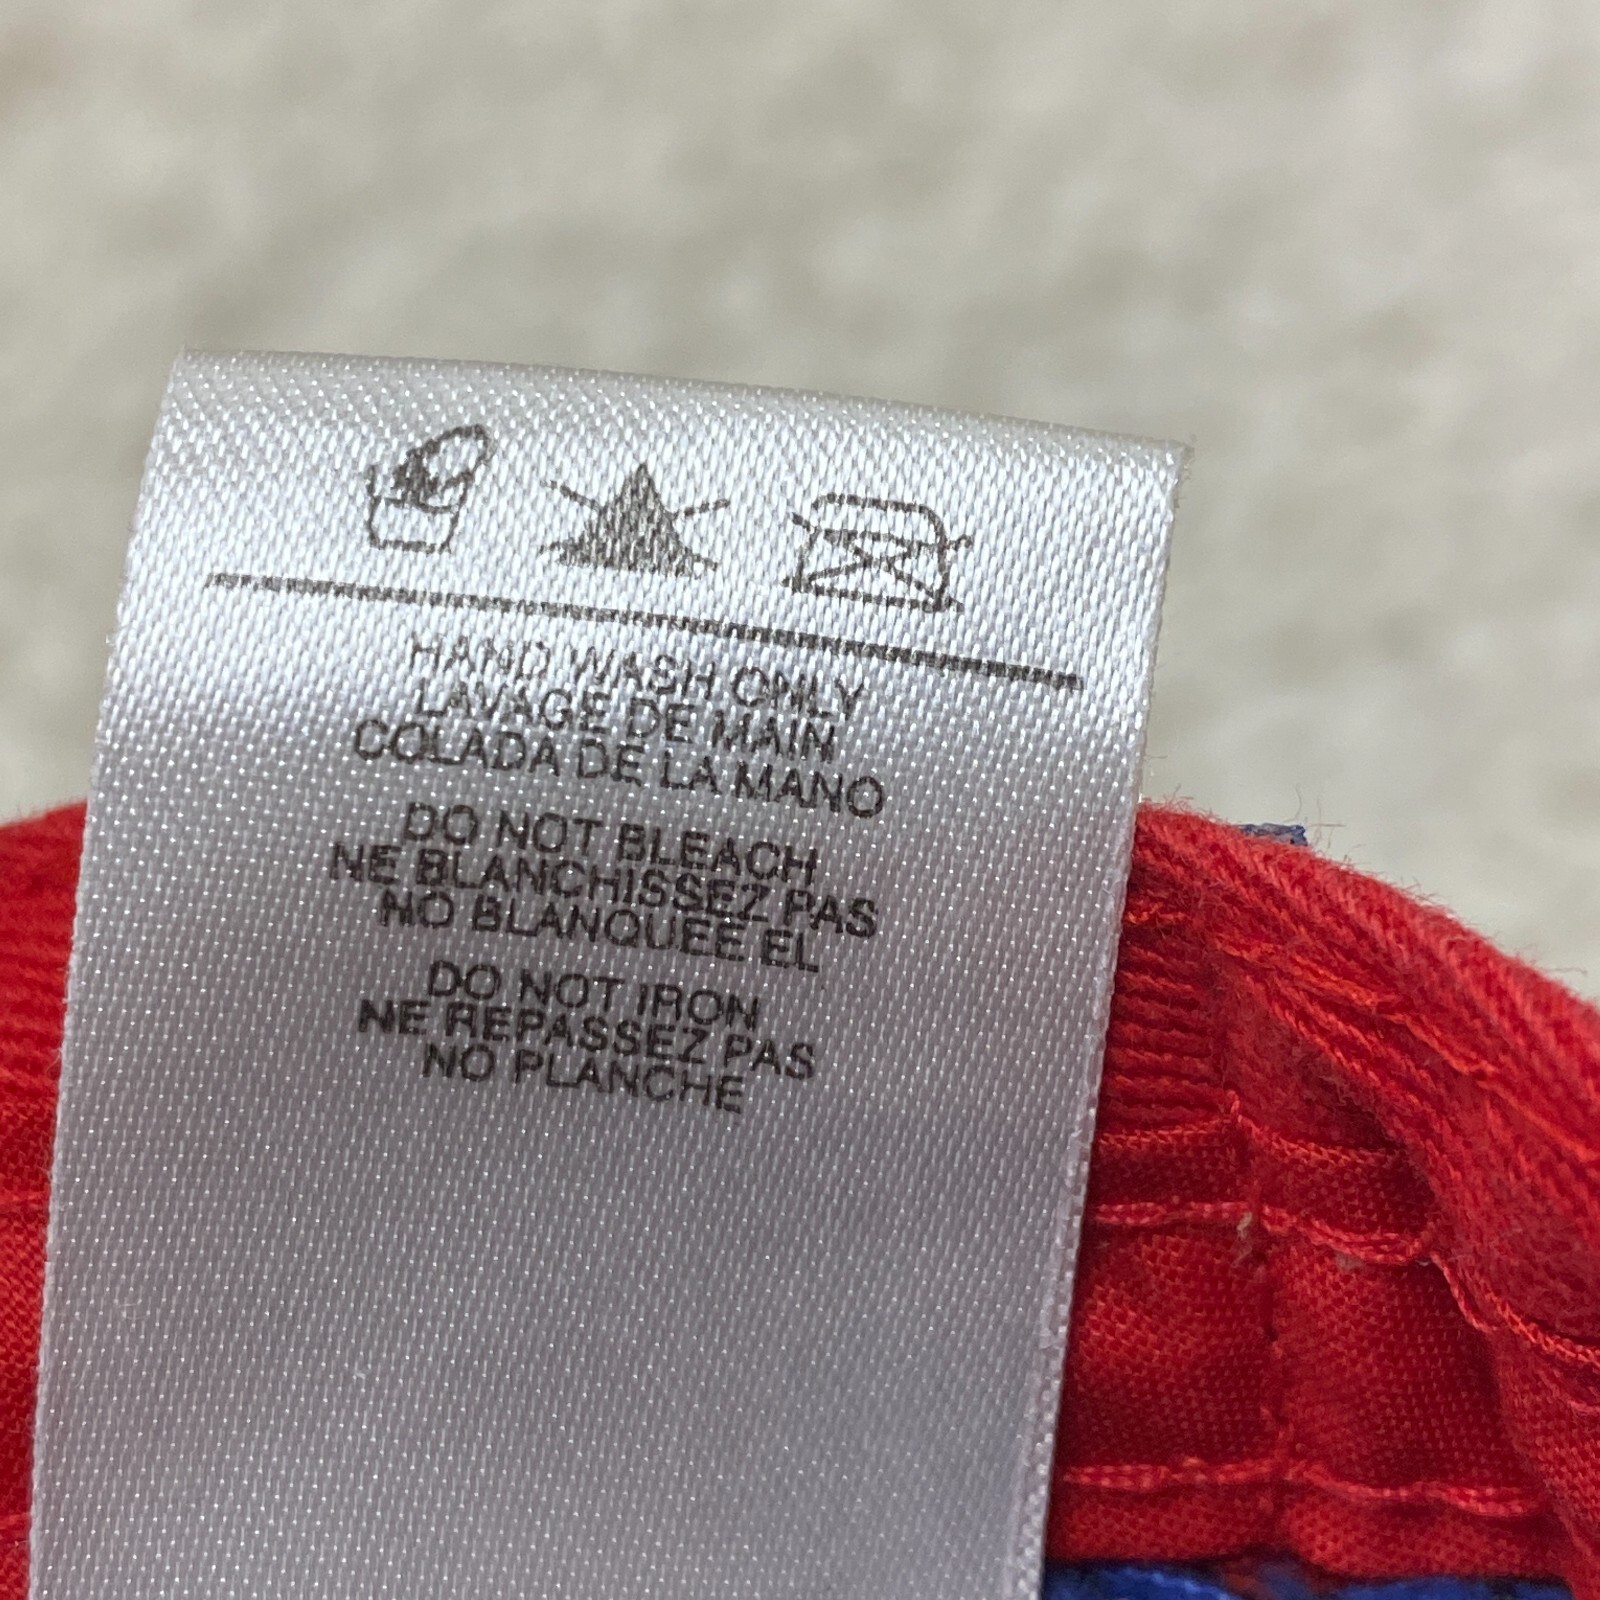 HAND WASH ONLY
LAVAGE DE MAIN
COLADA DE LA MANO
DO NOT BLEACH
NE BLANCHISSEZ PAS
NO BLANQUEE EL
DO NOT IRON
NE REPASSEZ PAS
NO PLANCHE